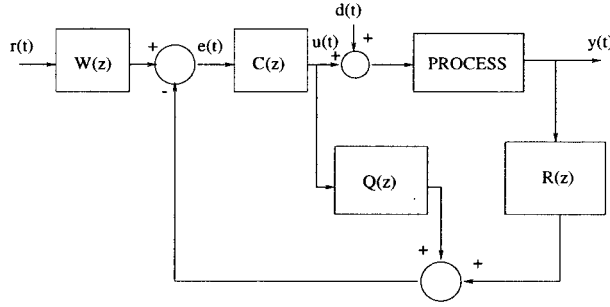 d(t)
r(t)
W(z)
+
-
e(t)
C(z)
u(t)
+
+
PROCESS
y(t)
Q(z)
R(z)
+
+